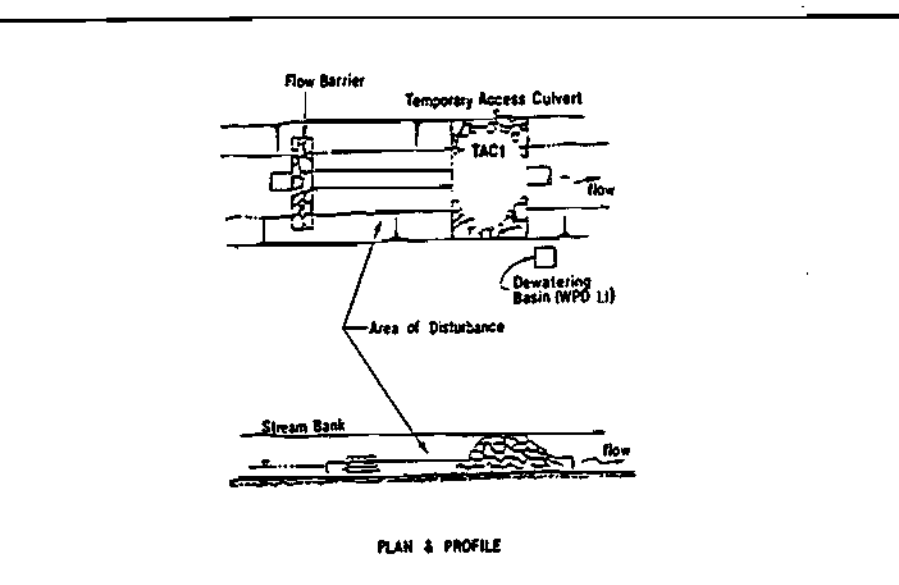 Flow Barrier
Temporary Access Culvert
TAC1
flow
Dewatering
Basin (WPD 1.1)
Area of Disturbance
Stream Bank
flow
PLAN & PROFILE